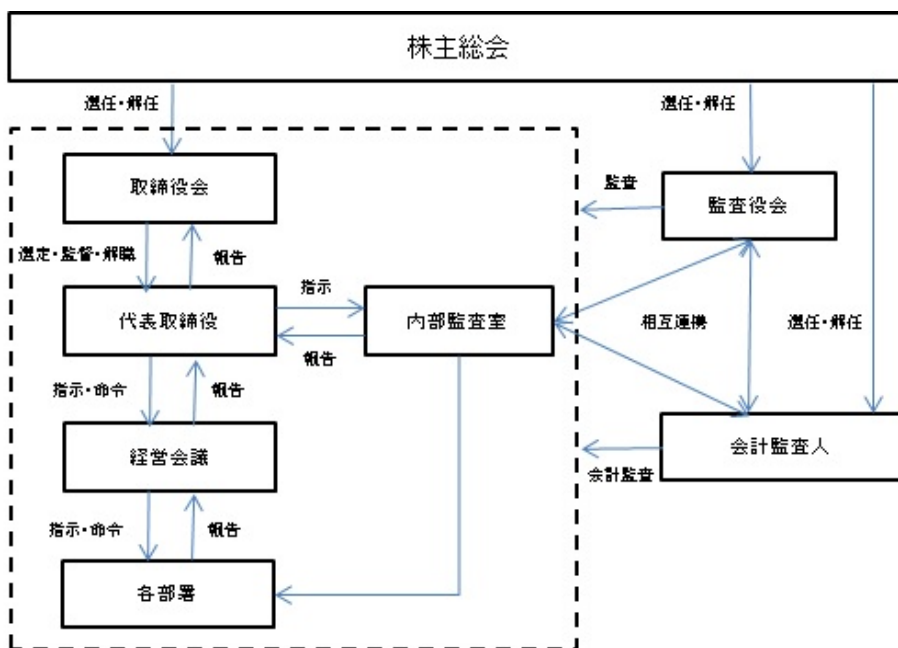 株主総会
選任・解任
選任・解任
取締役会
監査
監査役会
選定・監督・解職
報告
指示
代表取締役
内部監査室
相互連携
選任・解任
報告
指示・命令
報告
経営会議
会計監査人
会計監査
指示・命令
報告
各部署